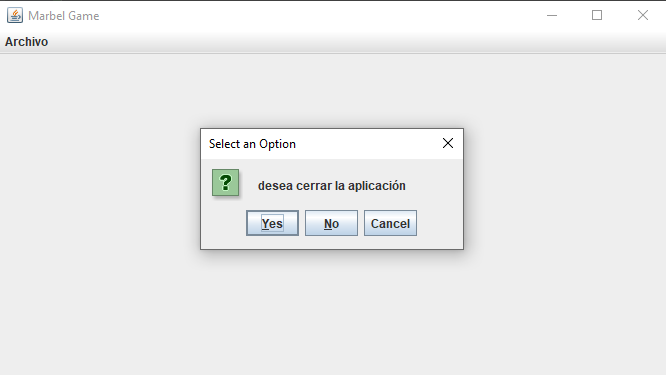 Marbel Game
Archivo
Select an Option
?
desea cerrar la aplicación
Yes No Cancel